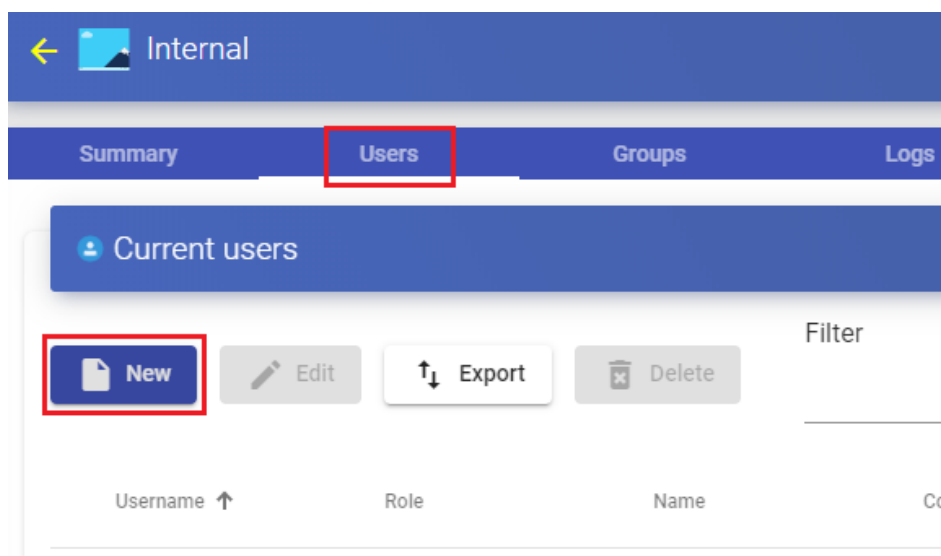 Internal
Summary Users Groups Logs
Current users
Filter
New Edit Export Delete
Username Role Name